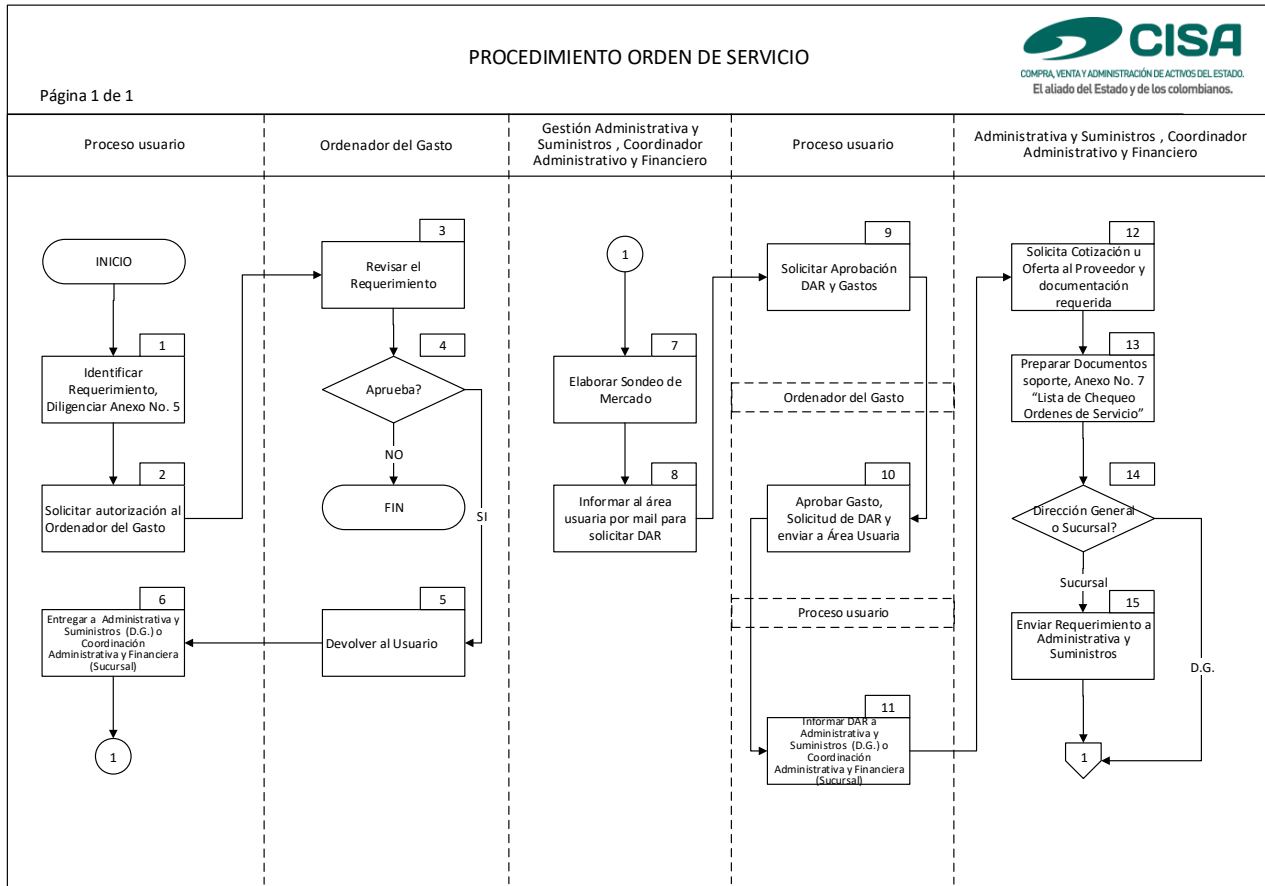 PROCEDIMIENTO ORDEN DE SERVICIO
CISA
COMPRA, VENTA Y ADMINISTRACIÓN DE ACTIVOS DEL ESTADO.
El aliado del Estado y de los colombianos.
Página 1 de 1
Proceso usuario
Ordenador del Gasto
Gestión Administrativa y
Suministros , Coordinador
Administrativo y Financiero
Proceso usuario
Administrativa y Suministros , Coordinador
Administrativo y Financiero
INICIO
1
Identificar
Requerimiento,
Diligenciar Anexo No. 5
2
Solicitar autorización al
Ordenador del Gasto
6
Entregar a Administrativa y
Suministros (D.G.) o
Coordinación
Administrativa y Financiera
(Sucursal)
1
3
Revisar el
Requerimiento
4
Aprueba?
NO
SI
FIN
5
Devolver al Usuario
1
7
Elaborar Sondeo de
Mercado
8
Informar al área
usuaria por mail para
solicitar DAR
9
Solicitar Aprobación
DAR y Gastos
Ordenador del Gasto
10
Aprobar Gasto,
Solicitud de DAR y
enviar a Área Usuaria
Proceso usuario
11
Informar DAR a
Administrativa y
Suministros (D.G.) o
Coordinación
Administrativa y Financiera
(Sucursal)
12
Solicita Cotización u
Oferta al Proveedor y
documentación
requerida
13
Preparar Documentos
soporte, Anexo No. 7
“Lista de Chequeo
Ordenes de Servicio”
14
Dirección General
o Sucursal?
Sucursal
15
Enviar Requerimiento a
Administrativa y
Suministros
D.G.
1